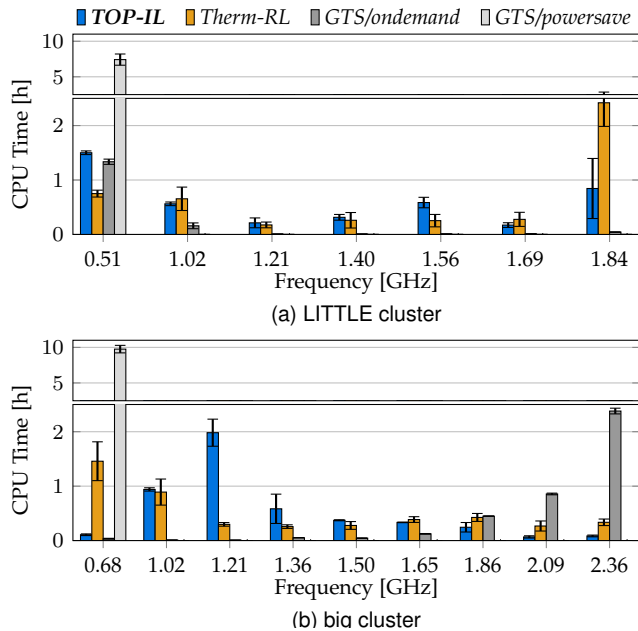 TOP-IL Therm-RL GTS/ondemand GTS/powersave
10
5
2
1
0
CPU Time [h]
0.51 1.02 1.21 1.40 1.56 1.69 1.84
Frequency [GHz]
(a) LITTLE cluster
10
5
2
1
0
CPU Time [h]
0.68 1.02 1.21 1.36 1.50 1.65 1.86 2.09 2.36
Frequency [GHz]
(b) big cluster